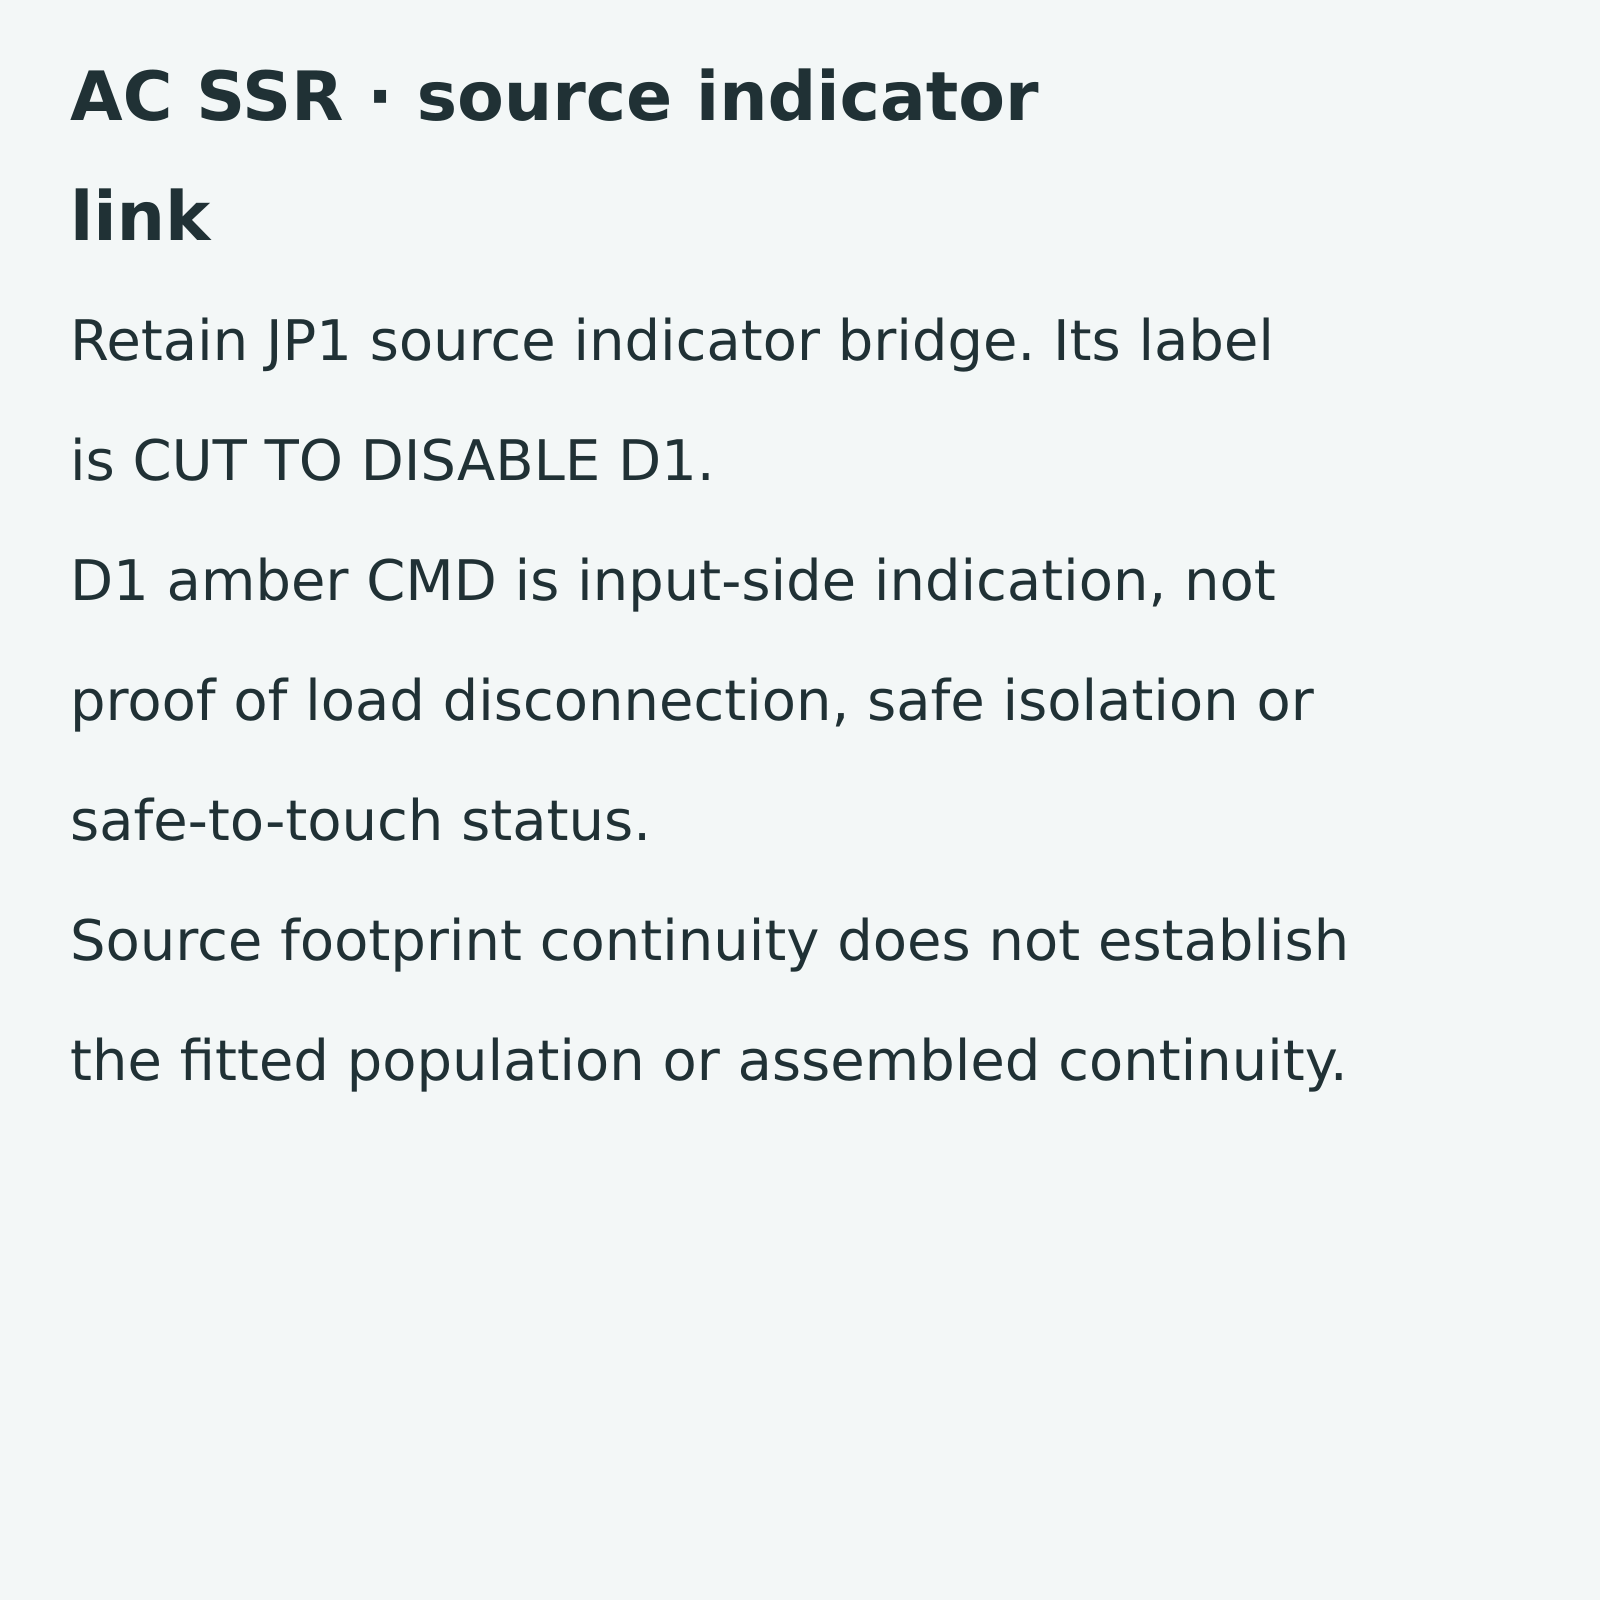 AC SSR · source indicator
link
Retain JP1 source indicator bridge. Its label
is CUT TO DISABLE D1.
D1 amber CMD is input-side indication, not
proof of load disconnection, safe isolation or
safe-to-touch status.
Source footprint continuity does not establish
the fitted population or assembled continuity.